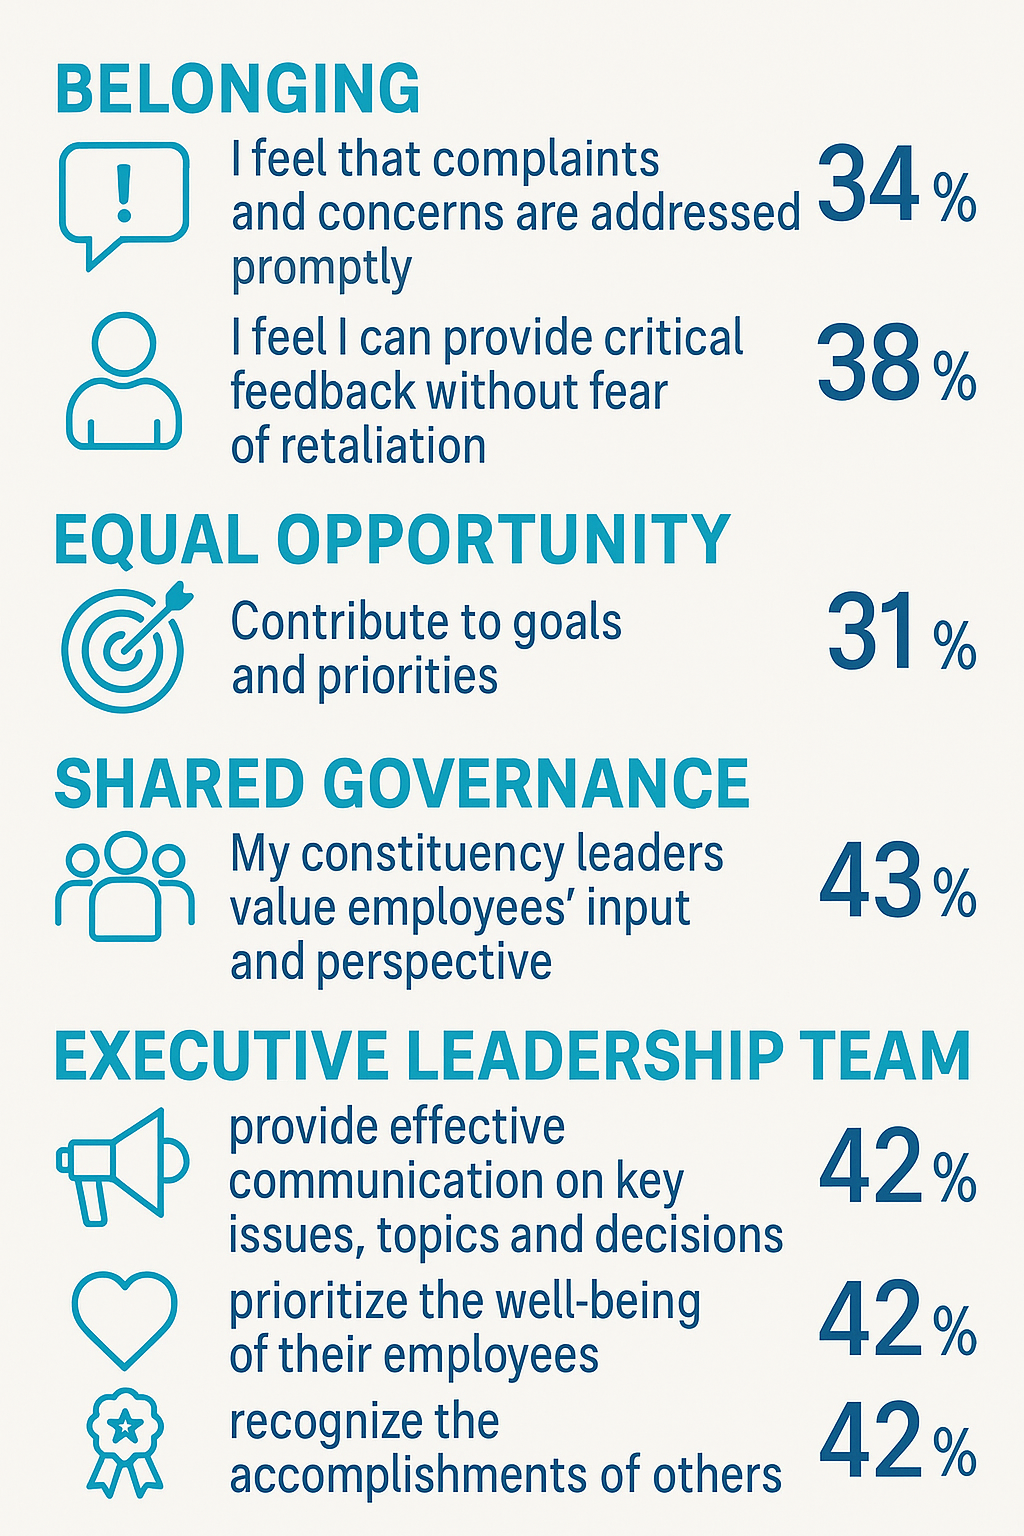 BELONGING
I feel that complaints
and concerns are addressed 34 %
promptly
I feel I can provide critical
feedback without fear 38 %
of retaliation
EQUAL OPPORTUNITY
Contribute to goals 31 %
and priorities
SHARED GOVERNANCE
My constituency leaders
value employees’ input 43 %
and perspective
EXECUTIVE LEADERSHIP TEAM
provide effective
communication on key 42 %
issues, topics and decisions
prioritize the well-being 42 %
of their employees
recognize the 42 %
accomplishments of others